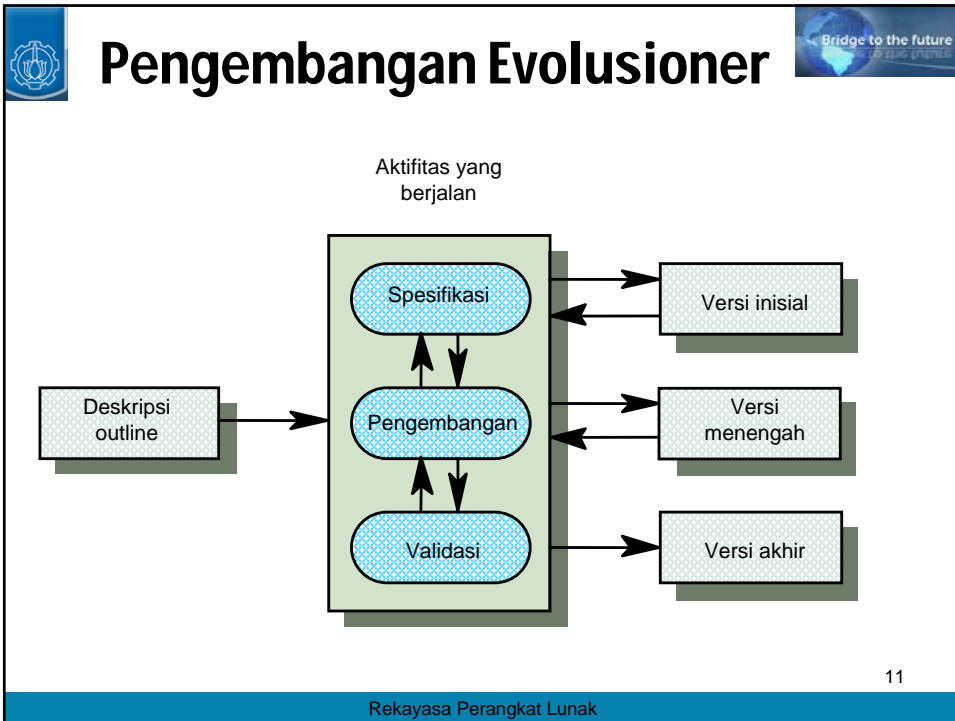 Pengembangan Evolusioner
Bridge to the future
Aktifitas yang
berjalan
Spesifikasi
Versi inisial
Deskripsi
outline
Pengembangan
Versi
menengah
Validasi
Versi akhir
11
Rekayasa Perangkat Lunak